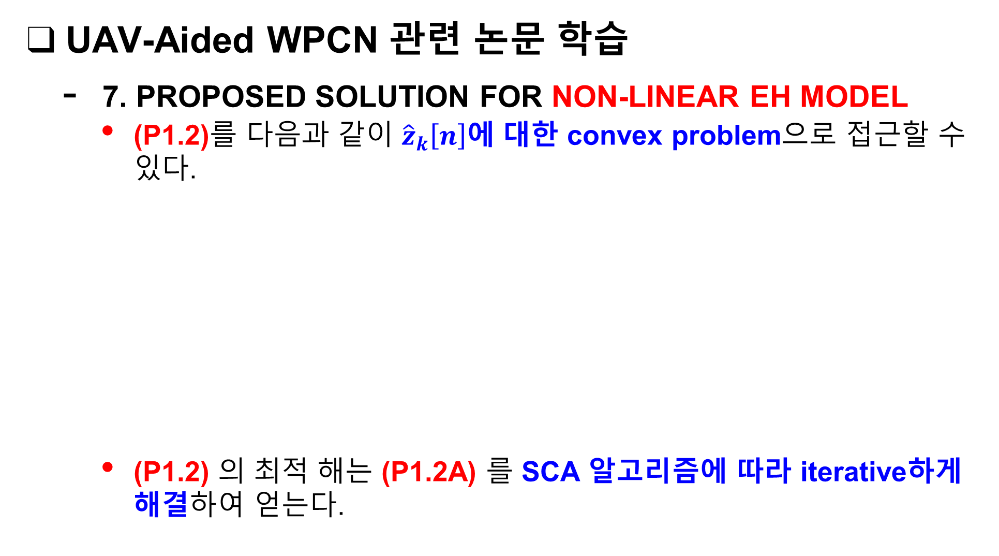 ❑ UAV-Aided WPCN 관련 논문 학습
- 7. PROPOSED SOLUTION FOR NON-LINEAR EH MODEL
• (P1.2)를 다음과 같이 ẑₖ[n]에 대한 convex problem으로 접근할 수
있다.
• (P1.2) 의 최적 해는 (P1.2A) 를 SCA 알고리즘에 따라 iterative하게
해결하여 얻는다.